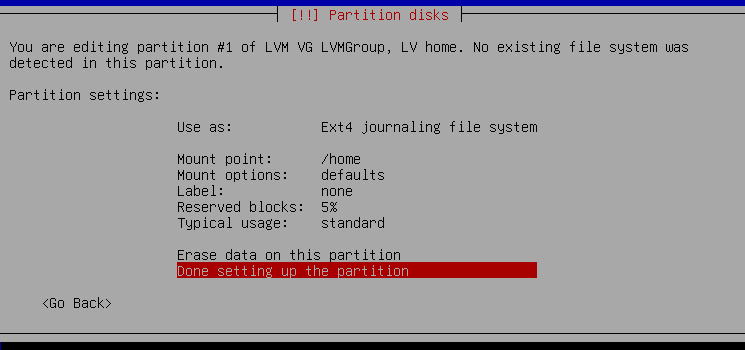 [!!] Partition disks
You are editing partition #1 of LVM VG LVMGroup, LV home. No existing file system was
detected in this partition.
Partition settings:
Use as: Ext4 journaling file system
Mount point: /home
Mount options: defaults
Label: none
Reserved blocks: 5%
Typical usage: standard
Erase data on this partition
Done setting up the partition
<Go Back>